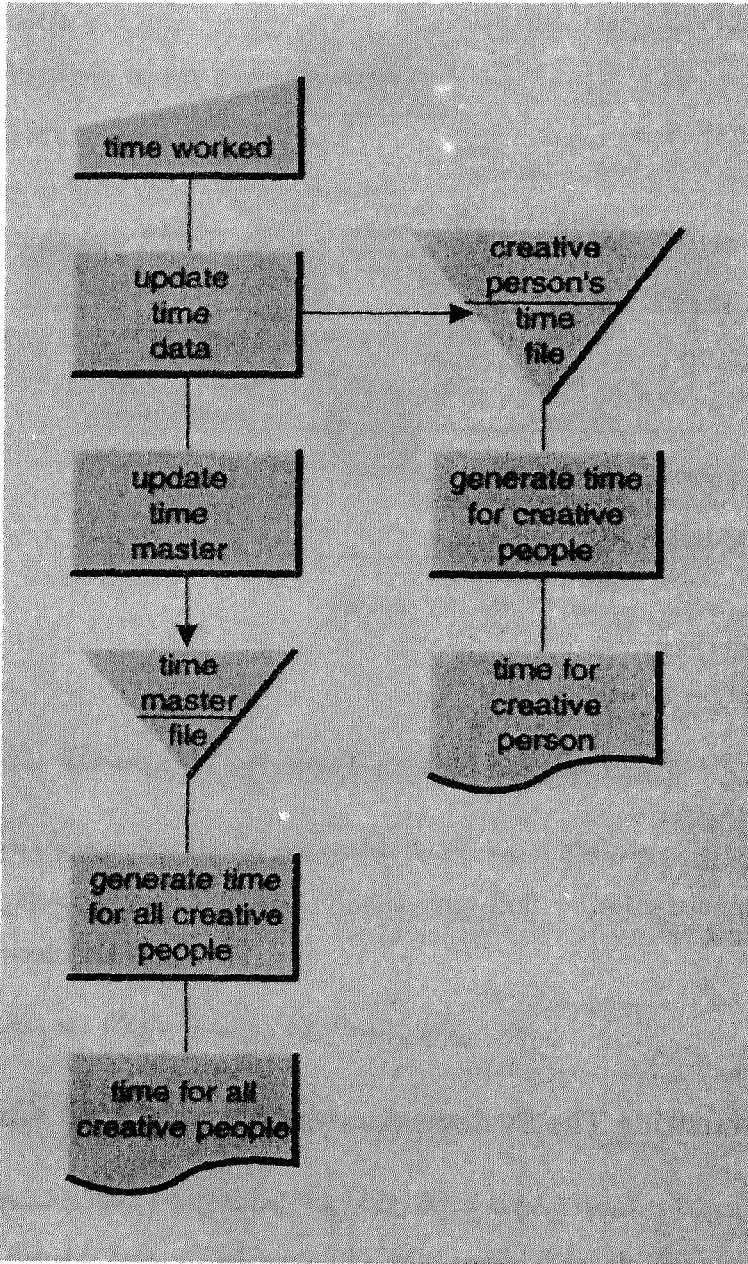 time worked
update
time
data
creative
person's
time
file
update
time
master
generate time
for creative
people
time
master
file
time for
creative
person
generate time
for all creative
people
time for all
creative people